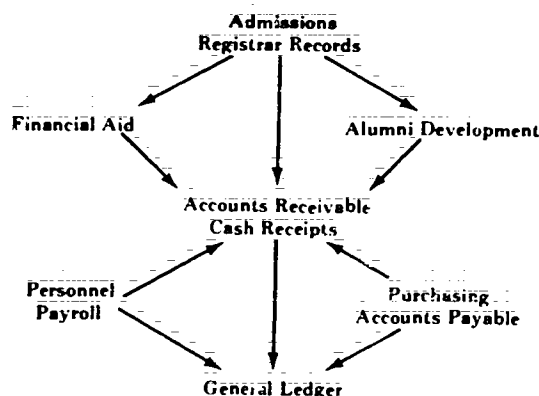 Admissions
Registrar Records
Financial Aid
Alumni Development
Accounts Receivable
Cash Receipts
Personnel
Payroll
Purchasing
Accounts Payable
General Ledger